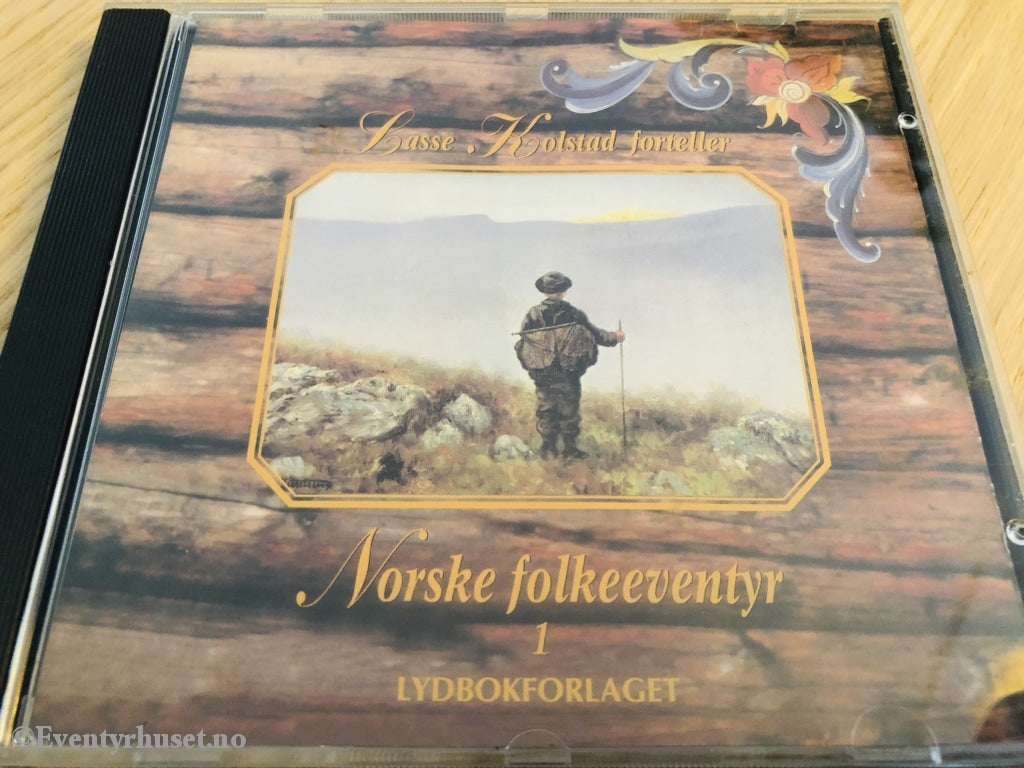 Lasse Kolstad forteller
Norske folkeeventyr
1
LYDBOKFORLAGET
©Eventyrhuset.no